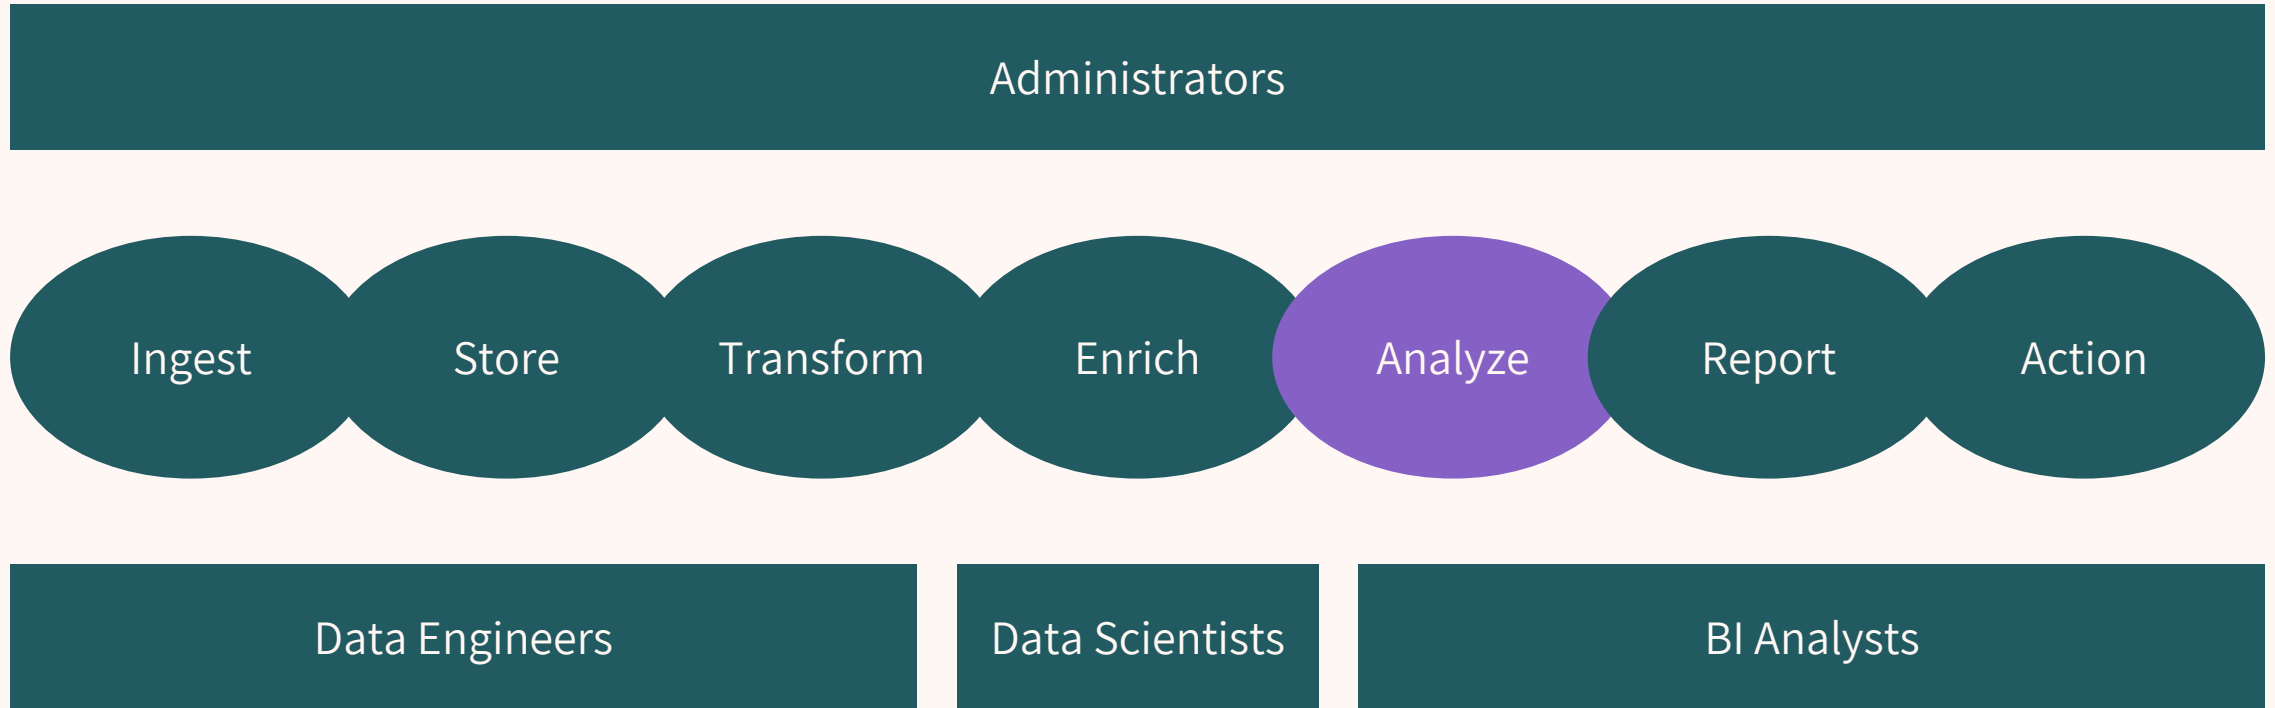 Administrators
Ingest
Store
Transform
Enrich
Analyze
Report
Action
Data Engineers
Data Scientists
BI Analysts